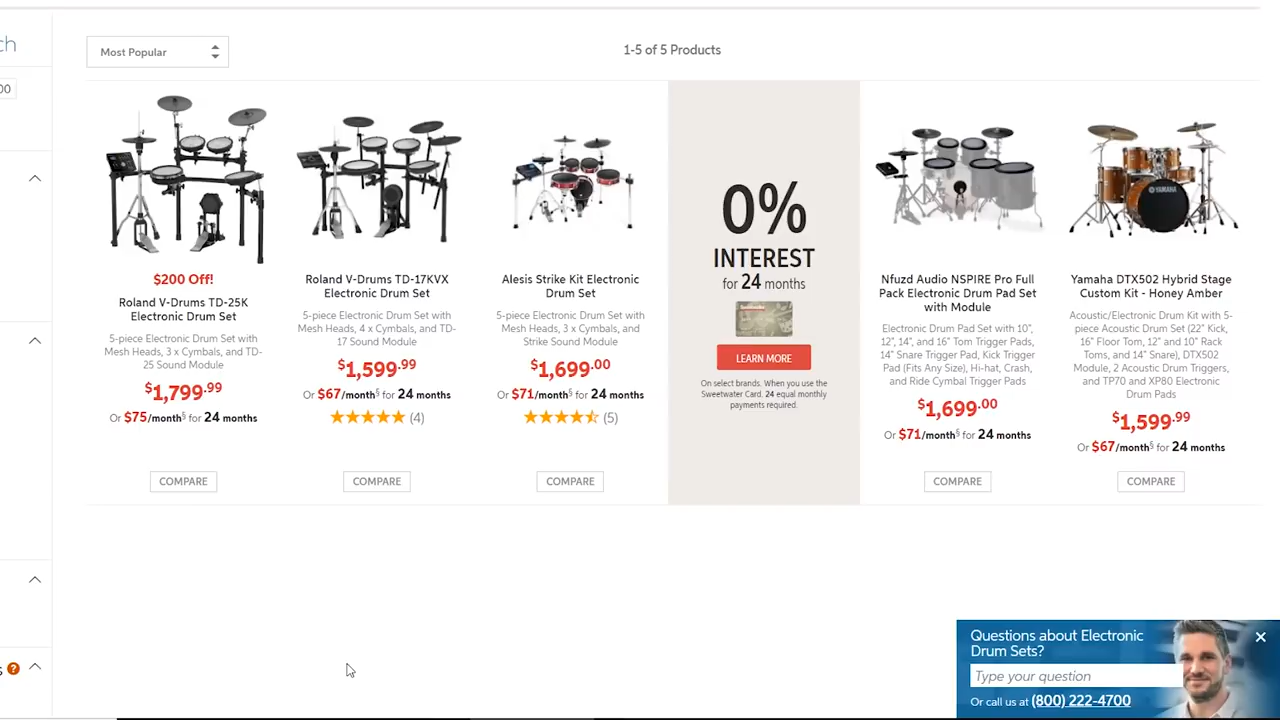 ch
00
Most Popular
1-5 of 5 Products
$200 Off!
Roland V-Drums TD-25K
Electronic Drum Set
5-piece Electronic Drum Set with
Mesh Heads, 3 x Cymbals, and TD-
25 Sound Module
$1,799.99
Or $75/month§ for 24 months
COMPARE
Roland V-Drums TD-17KVX
Electronic Drum Set
5-piece Electronic Drum Set with
Mesh Heads, 4 x Cymbals, and TD-
17 Sound Module
$1,599.99
Or $67/month§ for 24 months
(4)
COMPARE
Alesis Strike Kit Electronic
Drum Set
5-piece Electronic Drum Set with
Mesh Heads, 3 x Cymbals, and
Strike Sound Module
$1,699.00
Or $71/month§ for 24 months
(5)
COMPARE
0%
INTEREST
for 24 months
LEARN MORE
On select brands. When you use the
Sweetwater Card. 24 equal monthly
payments required.
Nfuzd Audio NSPIRE Pro Full
Pack Electronic Drum Pad Set
with Module
Electronic Drum Pad Set with 10",
12", 14", and 16" Tom Trigger Pads,
14" Snare Trigger Pad, Kick Trigger
Pad (Fits Any Size), Hi-hat, Crash,
and Ride Cymbal Trigger Pads
$1,699.00
Or $71/month§ for 24 months
COMPARE
YAMAHA
Yamaha DTX502 Hybrid Stage
Custom Kit - Honey Amber
Acoustic/Electronic Drum Kit with 5-
piece Acoustic Drum Set (22" Kick,
16" Floor Tom, 12" and 10" Rack
Toms, and 14" Snare), DTX502
Module, 2 Acoustic Drum Triggers,
and TP70 and XP80 Electronic
Drum Pads
$1,599.99
Or $67/month§ for 24 months
COMPARE
s ?
Questions about Electronic
Drum Sets?
Type your question
Or call us at (800) 222-4700